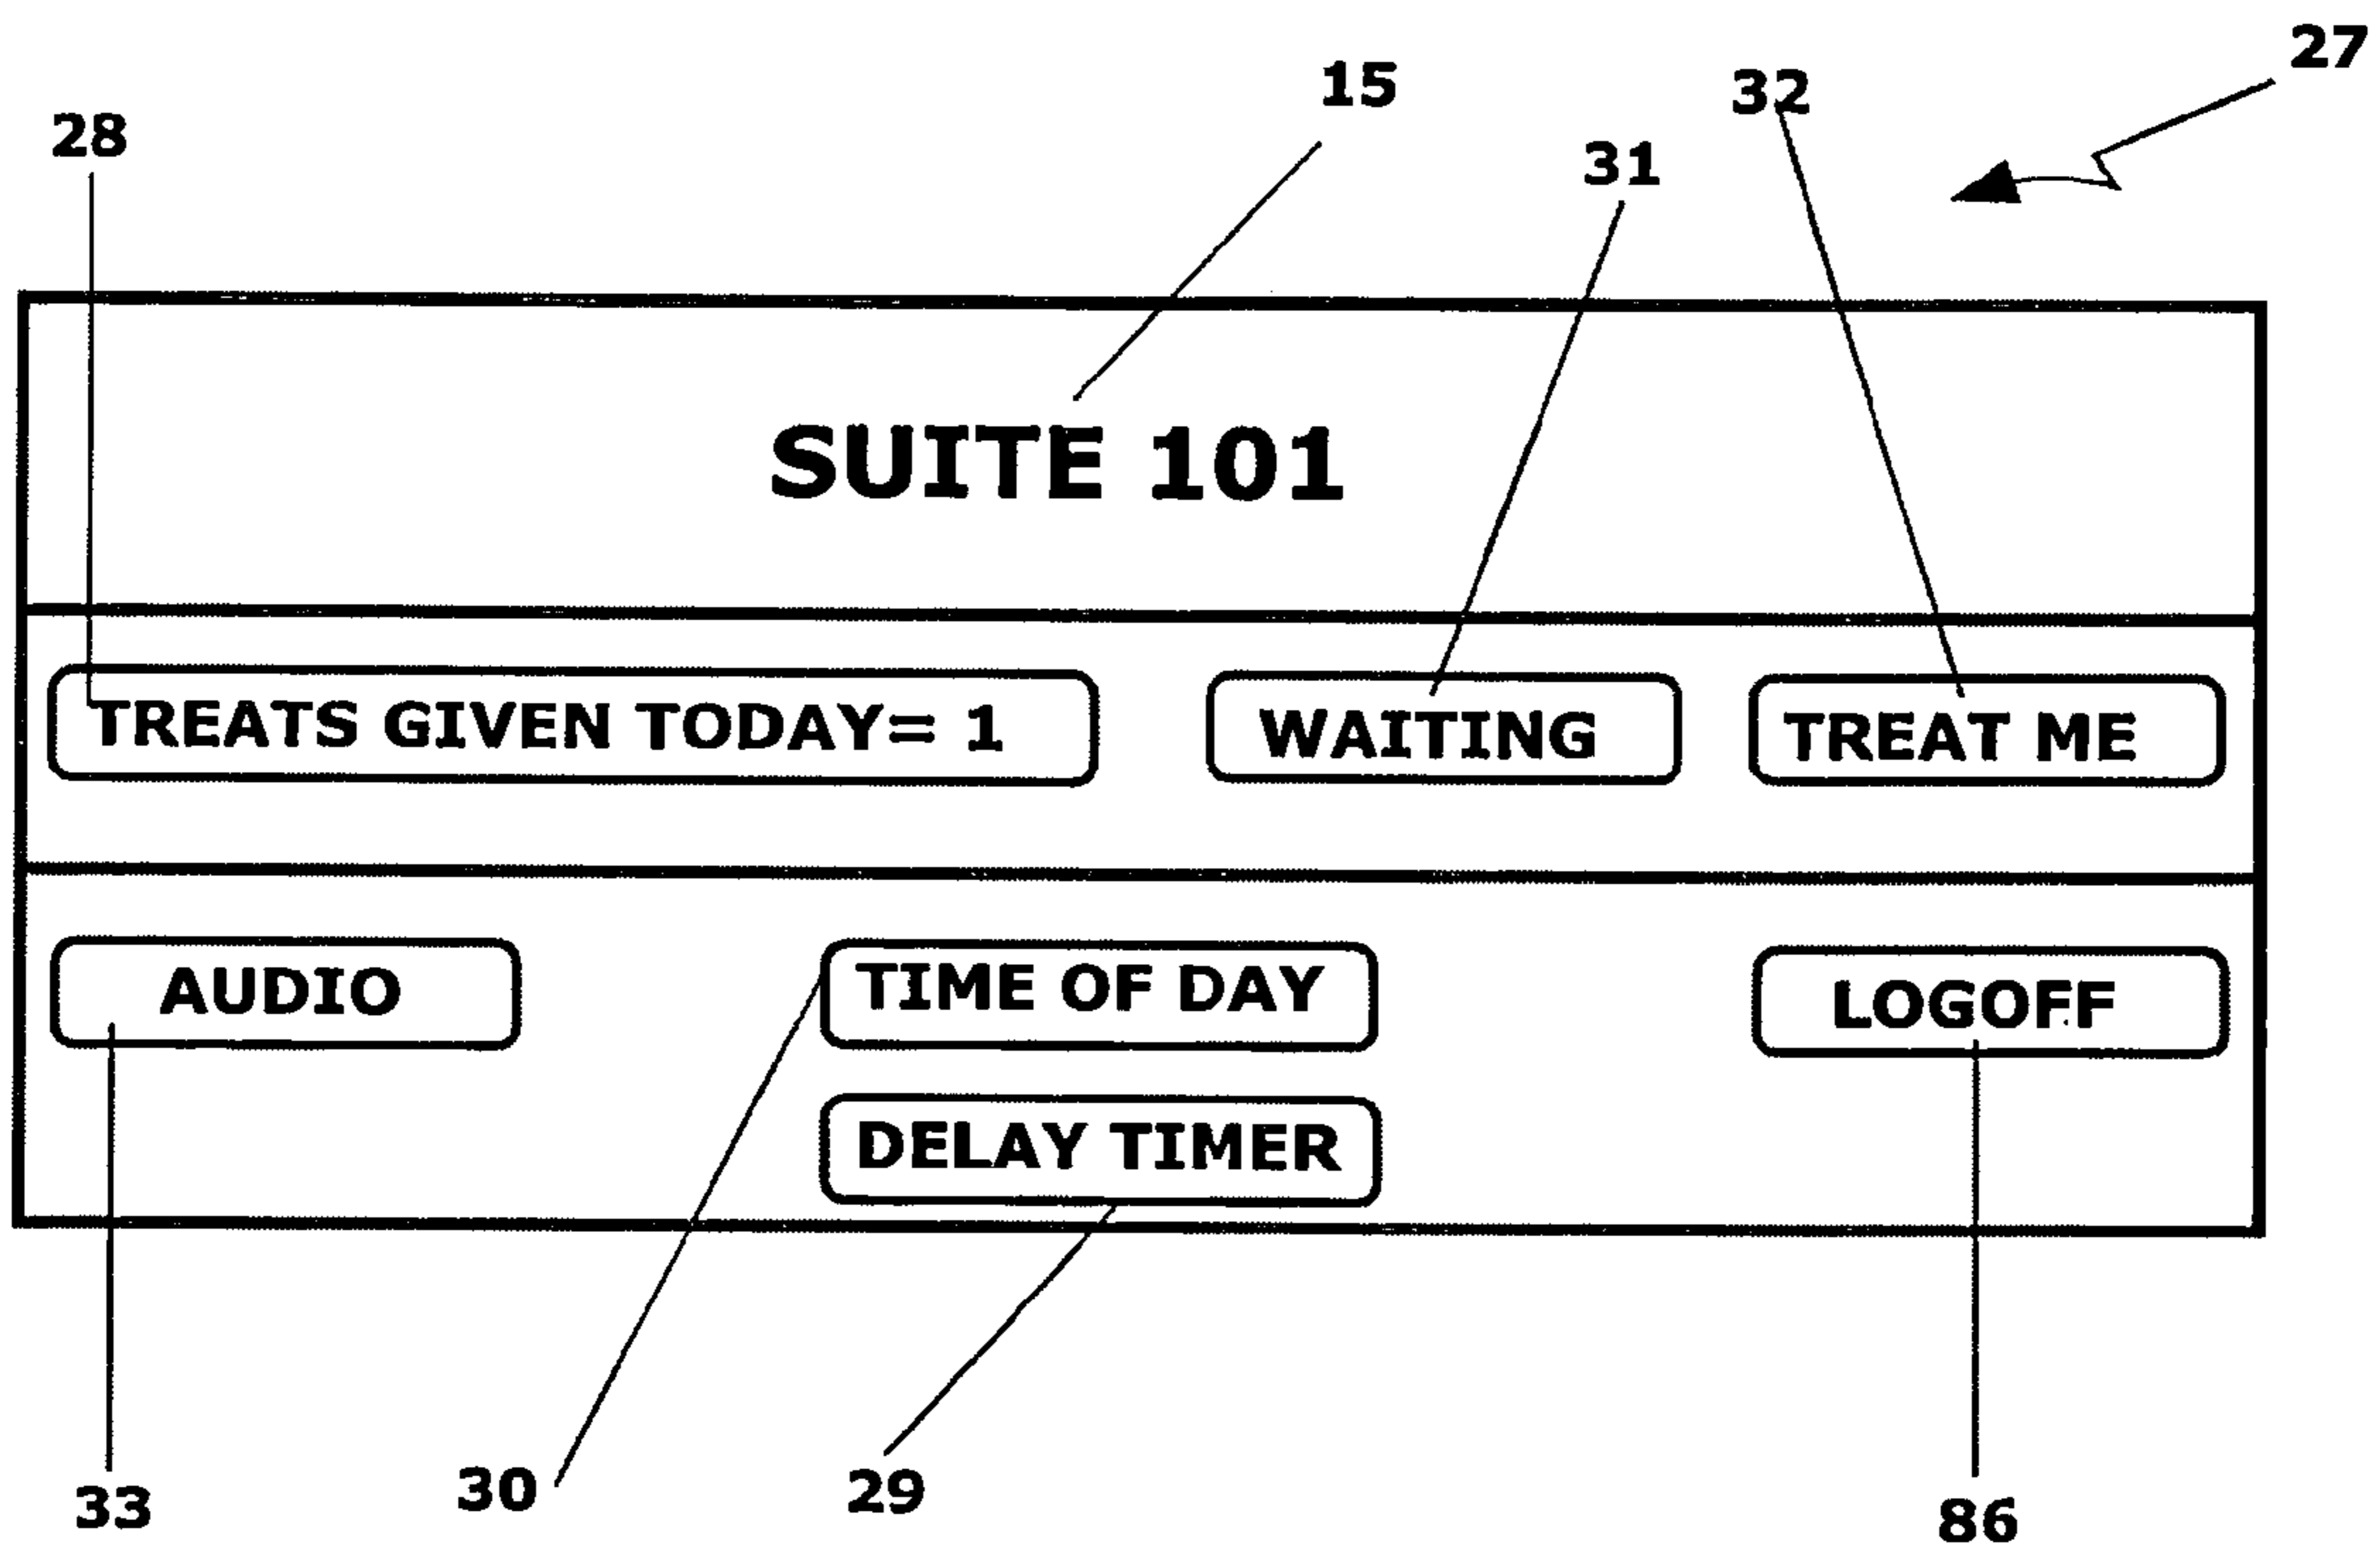 27
15
32
28
31
SUITE 101
TREATS GIVEN TODAY= 1
WAITING
TREAT ME
AUDIO
TIME OF DAY
LOGOFF
DELAY TIMER
30
29
33
86